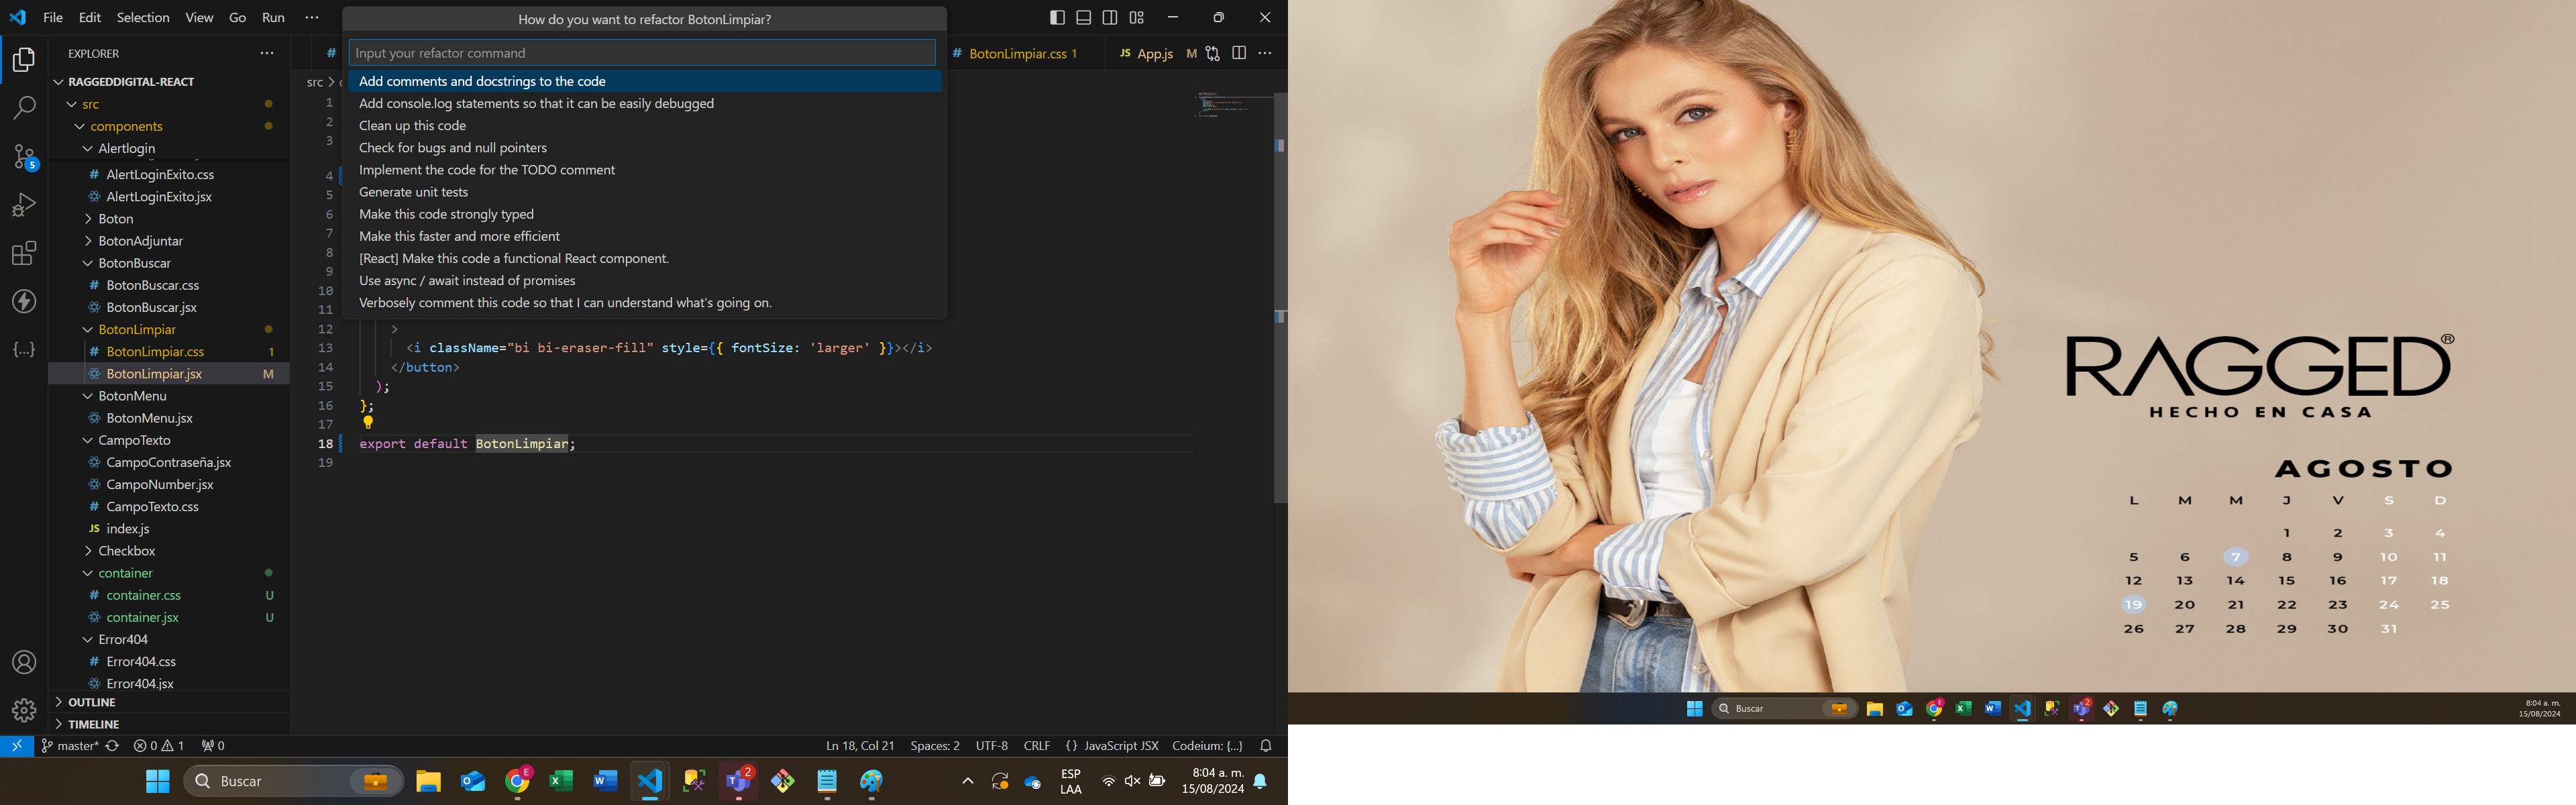 File Edit Selection View Go Run ···
How do you want to refactor BotonLimpiar?
EXPLORER
RAGGEDDIGITAL-REACT
src
components
Alertlogin
AlertLoginExito.css
AlertLoginExito.jsx
Boton
BotonAdjuntar
BotonBuscar
BotonBuscar.css
BotonBuscar.jsx
BotonLimpiar
BotonLimpiar.css 1
BotonLimpiar.jsx M
BotonMenu
BotonMenu.jsx
CampoTexto
CampoContraseña.jsx
CampoNumber.jsx
CampoTexto.css
JS index.js
Checkbox
container
container.css U
container.jsx U
Error404
Error404.css
Error404.jsx
OUTLINE
TIMELINE
5
{...}
Input your refactor command
Add comments and docstrings to the code
Add console.log statements so that it can be easily debugged
Clean up this code
Check for bugs and null pointers
Implement the code for the TODO comment
Generate unit tests
Make this code strongly typed
Make this faster and more efficient
[React] Make this code a functional React component.
Use async / await instead of promises
Verbosely comment this code so that I can understand what's going on.
# BotonLimpiar.css 1
JS App.js M
src >
1
2
3
4
5
6
7
8
9
10
11
12 >
13 <i className="bi bi-eraser-fill" style={{ fontSize: 'larger' }}></i>
14 </button>
15 );
16 };
17
18 export default BotonLimpiar;
19
master* 0 1 0
Ln 18, Col 21 Spaces: 2 UTF-8 CRLF {} JavaScript JSX Codeium: {...}
Buscar
E
2
ESP
LAA
8:04 a. m.
15/08/2024
RAGGED®
HECHO EN CASA
AGOSTO
L M M J V S D
1 2 3 4
5 6 7 8 9 10 11
12 13 14 15 16 17 18
19 20 21 22 23 24 25
26 27 28 29 30 31
Buscar
E
2
8:04 a. m.
15/08/2024